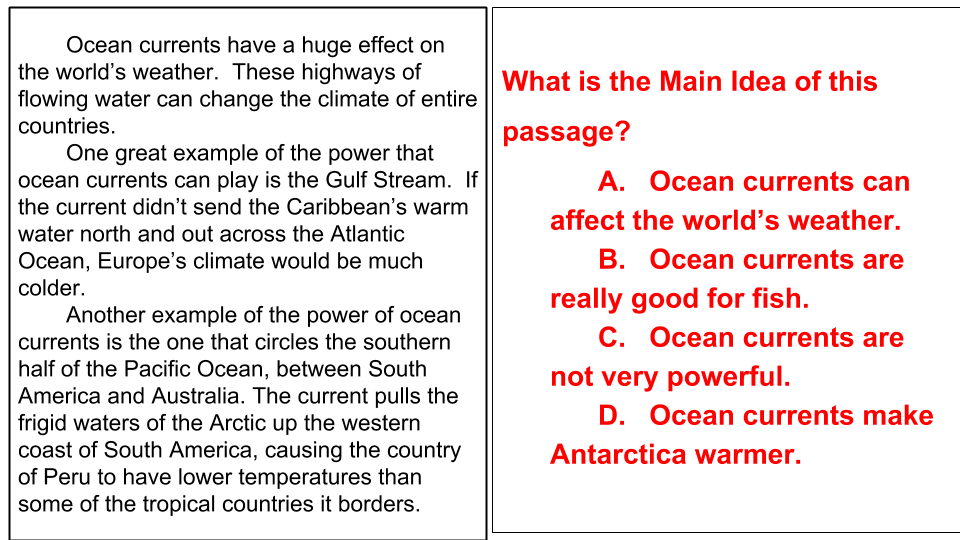 Ocean currents have a huge effect on
the world’s weather.  These highways of
flowing water can change the climate of entire
countries.
One great example of the power that
ocean currents can play is the Gulf Stream.  If
the current didn’t send the Caribbean’s warm
water north and out across the Atlantic
Ocean, Europe’s climate would be much
colder.
Another example of the power of ocean
currents is the one that circles the southern
half of the Pacific Ocean, between South
America and Australia. The current pulls the
frigid waters of the Arctic up the western
coast of South America, causing the country
of Peru to have lower temperatures than
some of the tropical countries it borders.
What is the Main Idea of this
passage?
A.   Ocean currents can
affect the world’s weather.
B.   Ocean currents are
really good for fish.
C.   Ocean currents are
not very powerful.
D.   Ocean currents make
Antarctica warmer.